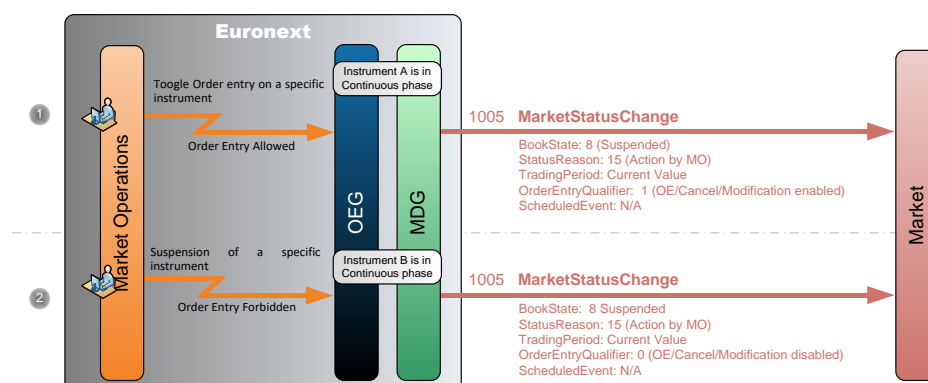 Euronext
Instrument A is in
Continuous phase
Toogle Order entry on a specific
instrument
1
Order Entry Allowed
1005 MarketStatusChange
BookState: 8 (Suspended)
StatusReason: 15 (Action by MO)
TradingPeriod: Current Value
OrderEntryQualifier: 1 (OE/Cancel/Modification enabled)
ScheduledEvent: N/A
Market Operations
OEG
MDG
Market
Suspension of a specific
instrument
Instrument B is in
Continuous phase
2
Order Entry Forbidden
1005 MarketStatusChange
BookState: 8 Suspended
StatusReason: 15 (Action by MO)
TradingPeriod: Current Value
OrderEntryQualifier: 0 (OE/Cancel/Modification disabled)
ScheduledEvent: N/A